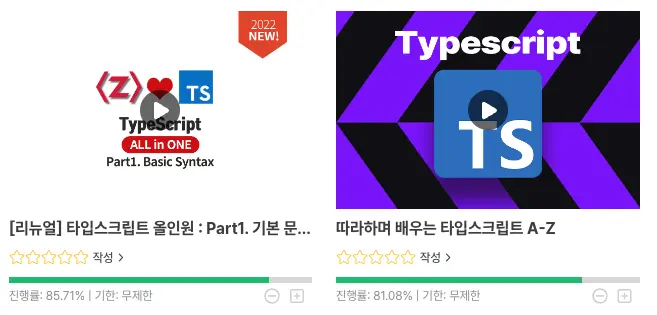 2022
NEW!
Z
TS
TypeScript
ALL in ONE
Part1. Basic Syntax
[리뉴얼] 타입스크립트 올인원 : Part1. 기본 문...
작성 >
진행률: 85.71% | 기한: 무제한
Typescript
TS
따라하며 배우는 타입스크립트 A-Z
작성 >
진행률: 81.08% | 기한: 무제한